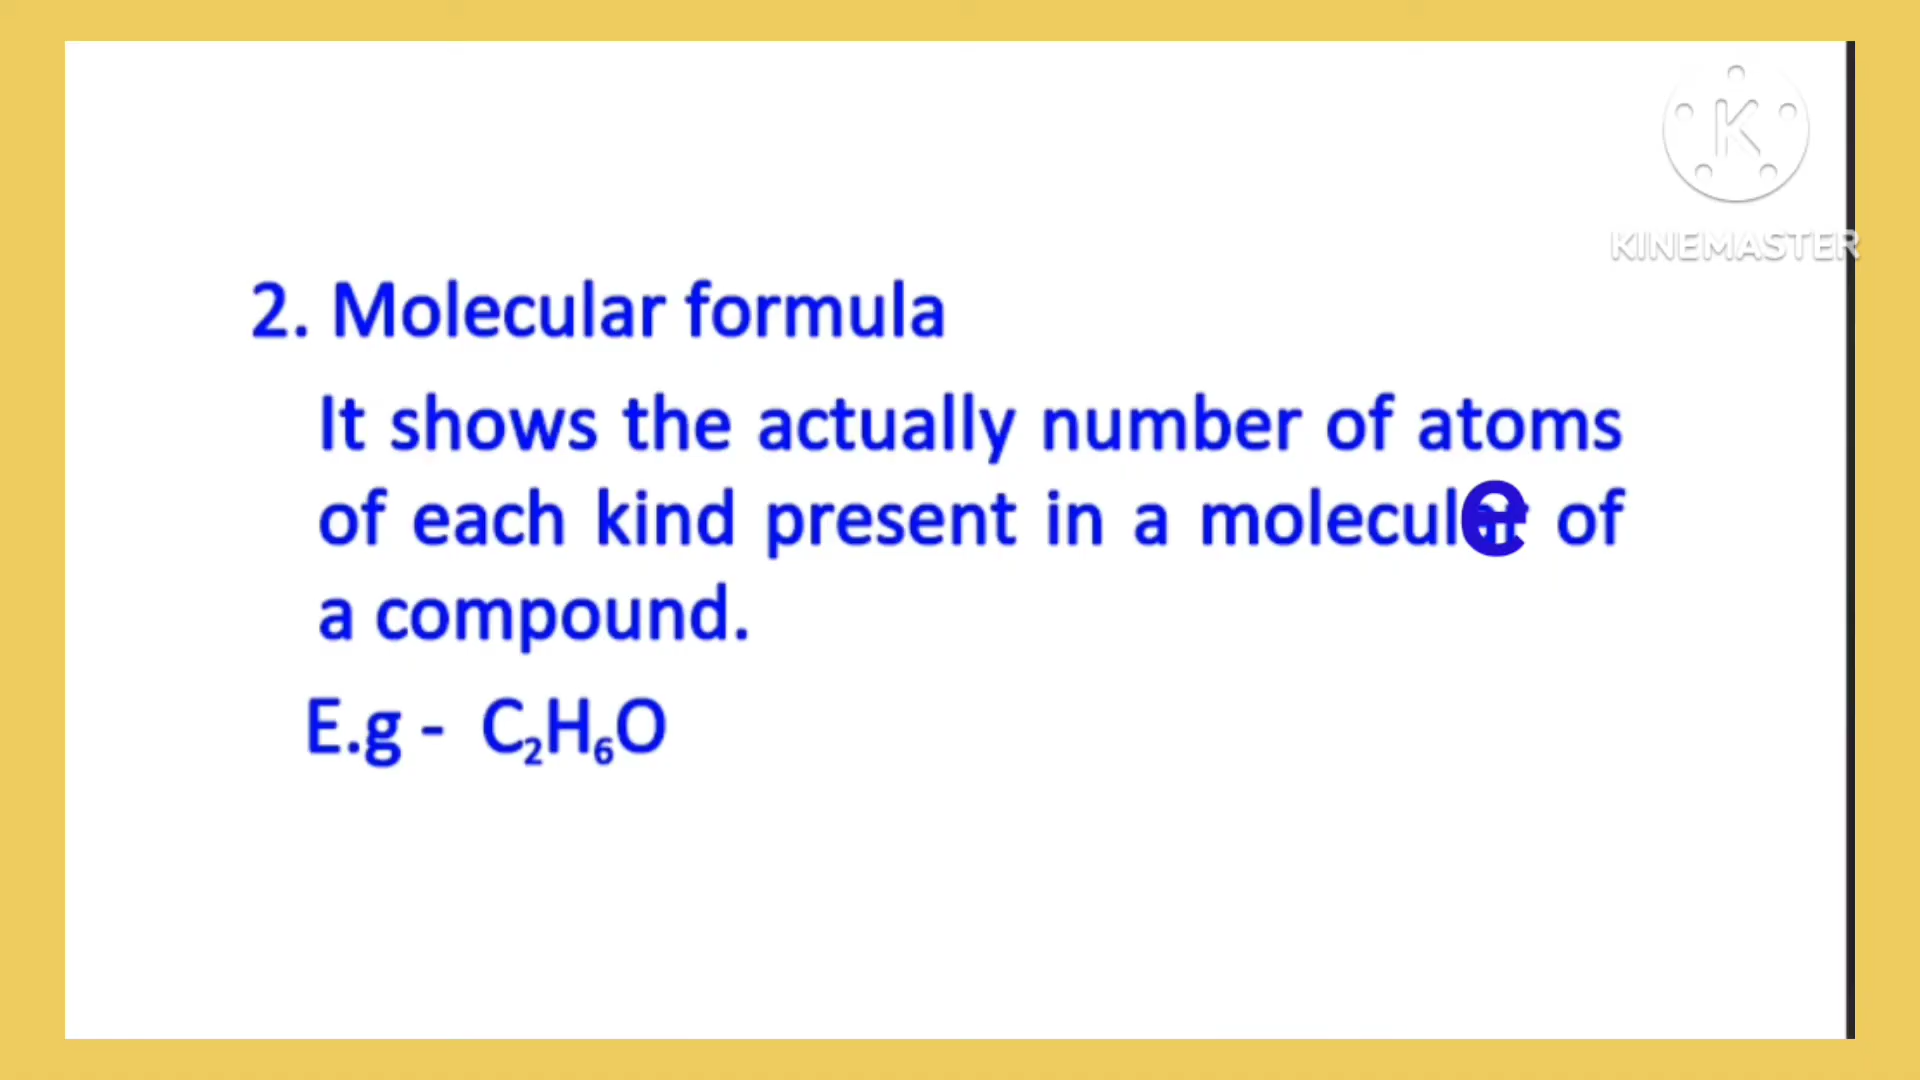 K
KINEMASTER
2. Molecular formula
It shows the actually number of atoms
of each kind present in a molecule of
a compound.
E.g - C₂H₆O